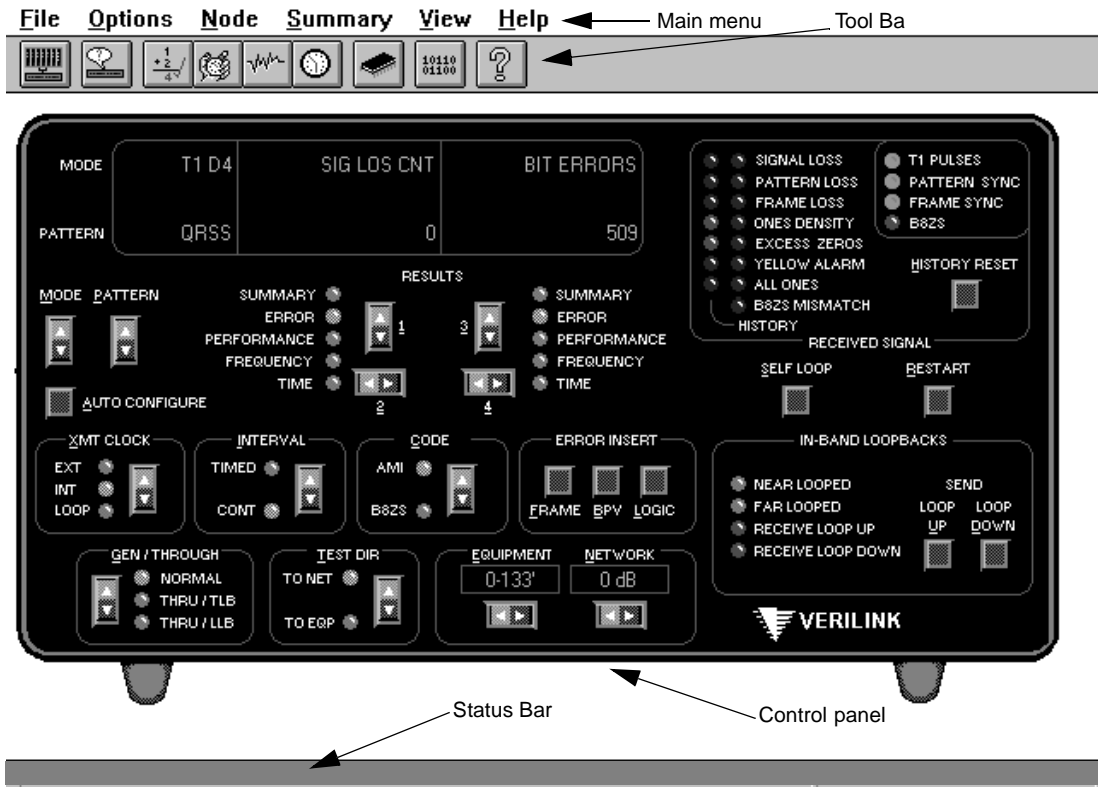 File Options Node Summary View Help Main menu Tool Ba
1 +2 4
10110 01100
MODE T1 D4 SIG LOS CNT BIT ERRORS
PATTERN QRSS 0 509
SIGNAL LOSS
PATTERN LOSS
FRAME LOSS
ONES DENSITY
EXCESS ZEROS
YELLOW ALARM
ALL ONES
B8ZS MISMATCH
HISTORY
T1 PULSES
PATTERN SYNC
FRAME SYNC
B8ZS
HISTORY RESET
RECEIVED SIGNAL
MODE PATTERN
AUTO CONFIGURE
RESULTS
SUMMARY
ERROR
PERFORMANCE
FREQUENCY
TIME
1
2
3
4
SUMMARY
ERROR
PERFORMANCE
FREQUENCY
TIME
SELF LOOP RESTART
XMT CLOCK
EXT
INT
LOOP
INTERVAL
TIMED
CONT
CODE
AMI
B8ZS
ERROR INSERT
FRAME BPV LOGIC
IN-BAND LOOPBACKS
NEAR LOOPED
FAR LOOPED
RECEIVE LOOP UP
RECEIVE LOOP DOWN
SEND
LOOP UP
LOOP DOWN
GEN / THROUGH
NORMAL
THRU / TLB
THRU / LLB
TEST DIR
TO NET
TO EQP
EQUIPMENT NETWORK
0-133' 0 dB
VERILINK
Status Bar
Control panel